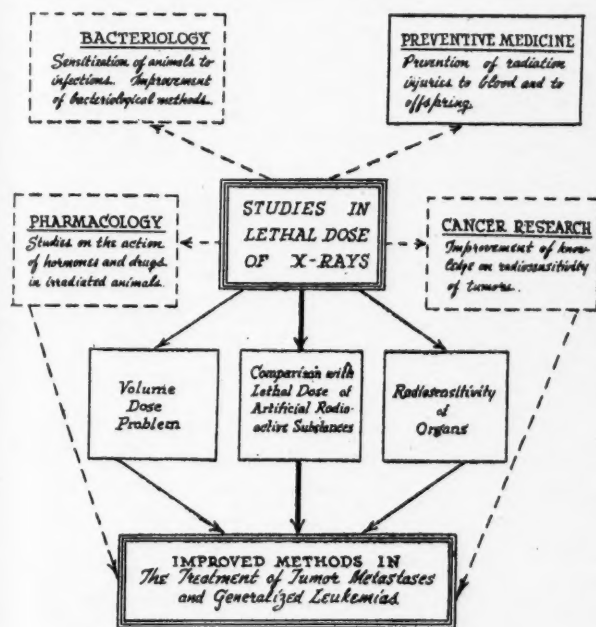 BACTERIOLOGY
Sensitization of animals to
infections. Improvement
of bacteriological methods.
PREVENTIVE MEDICINE
Prevention of radiation
injuries to blood and to
offspring.
STUDIES IN
LETHAL DOSE
OF X-RAYS
PHARMACOLOGY
Studies on the action
of hormones and drugs
in irradiated animals.
CANCER RESEARCH
Improvement of know-
ledge on radiosensitivity
of tumors.
Volume
Dose
Problem
Comparison with
Lethal Dose of
Artificial Radio-
active Substances
Radiosensitivity
of
Organs
IMPROVED METHODS IN
The Treatment of Tumor Metastases
and Generalized Leukemias.